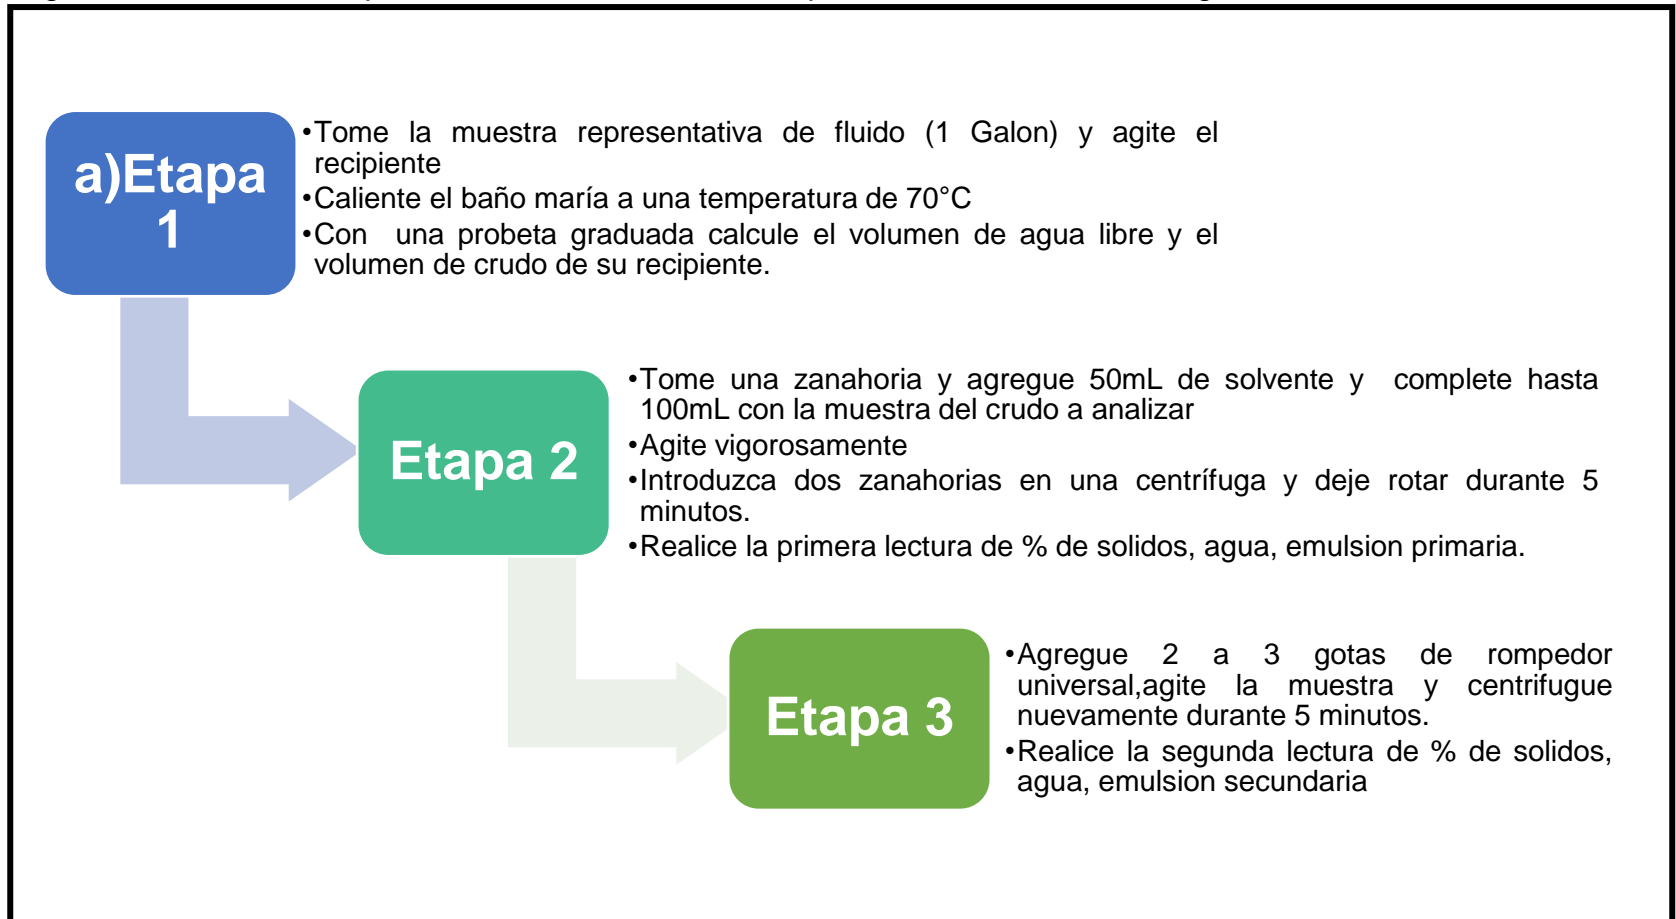 a)Etapa
1
•Tome la muestra representativa de fluido (1 Galon) y agite el
recipiente
•Caliente el baño maría a una temperatura de 70°C
•Con una probeta graduada calcule el volumen de agua libre y el
volumen de crudo de su recipiente.
Etapa 2
•Tome una zanahoria y agregue 50mL de solvente y complete hasta
100mL con la muestra del crudo a analizar
•Agite vigorosamente
•Introduzca dos zanahorias en una centrífuga y deje rotar durante 5
minutos.
•Realice la primera lectura de % de solidos, agua, emulsion primaria.
Etapa 3
•Agregue 2 a 3 gotas de rompedor
universal,agite la muestra y centrifugue
nuevamente durante 5 minutos.
•Realice la segunda lectura de % de solidos,
agua, emulsion secundaria